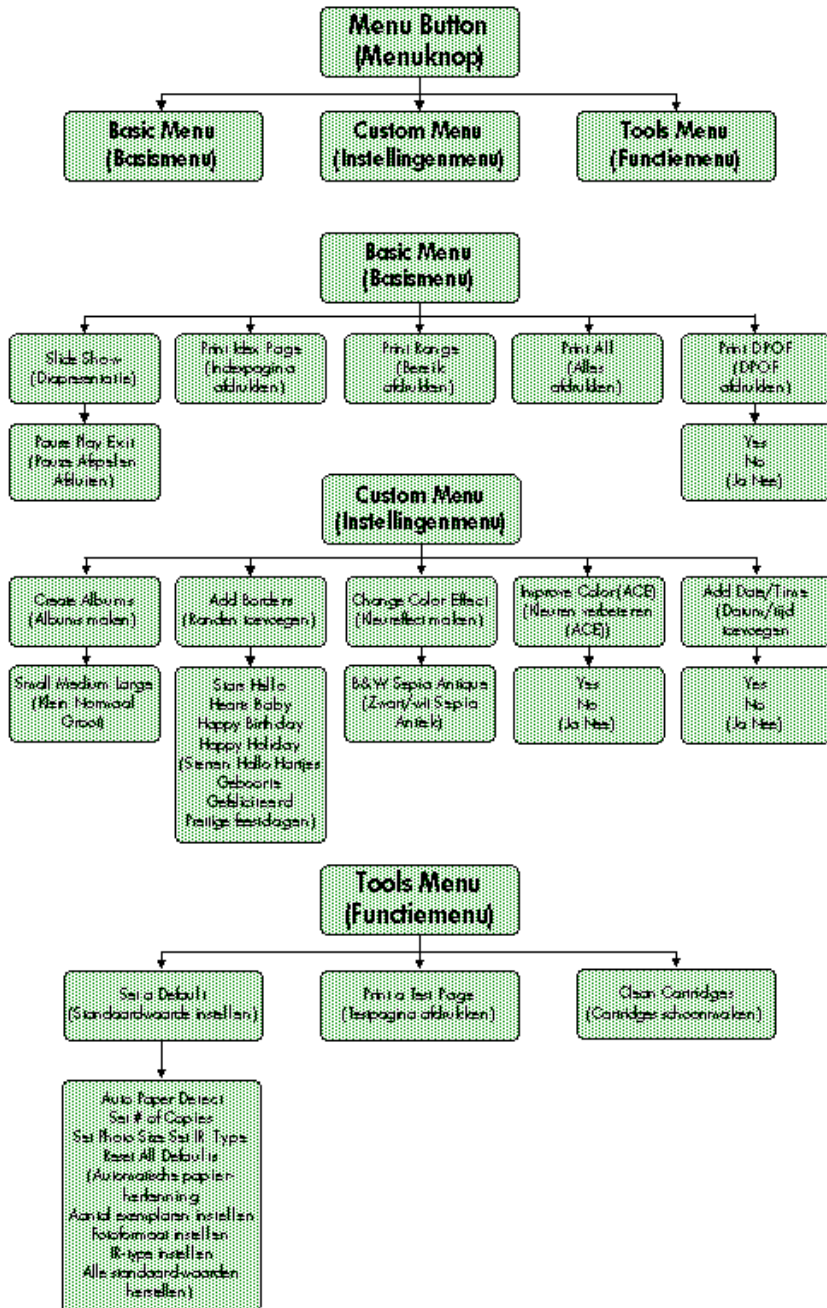 Menu Button
(Menuknop)
Basic Menu
(Basismenu)
Custom Menu
(Instellingenmenu)
Tools Menu
(Functiemenu)
Basic Menu
(Basismenu)
Slide Show
(Diapresentatie)
Print Idex Page
(Indexpagina
afdrukken)
Print Range
(Bereik
afdrukken)
Print All
(Alles
afdrukken)
Print DPOF
(DPOF
afdrukken)
Pause Play Exit
(Pauze Afspelen
Afsluiten)
Yes
No
(Ja Nee)
Custom Menu
(Instellingenmenu)
Create Albums
(Albums maken)
Add Borders
(Randen toevoegen)
Change Color Effect
(Kleureffect maken)
Improve Color(ACE)
(Kleuren verbeteren
(ACE))
Add Date/Time
(Datum/tijd
toevoegen
Small Medium Large
(Klein Normaal
Groot)
Stars Hello
Hearts Baby
Happy Birthday
Happy Holiday
(Sterren Hallo Hartjes
Geboorte
Gefeliciteerd
Prettige feestdagen)
B&W Sepia Antique
(Zwart/wit Sepia
Antiek)
Yes
No
(Ja Nee)
Yes
No
(Ja Nee)
Tools Menu
(Functiemenu)
Set a Default
(Standaardwaarde instellen)
Print a Test Page
(Testpagina afdrukken)
Clean Cartridges
(Cartridges schoonmaken)
Auto Paper Detect
Set # of Copies
Set Photo Size Set IR Type
Reset All Defaults
(Automatische papier-
herkenning
Aantal exemplaren instellen
Fotoformaat instellen
IR-type instellen
Alle standaard-waarden
herstellen)